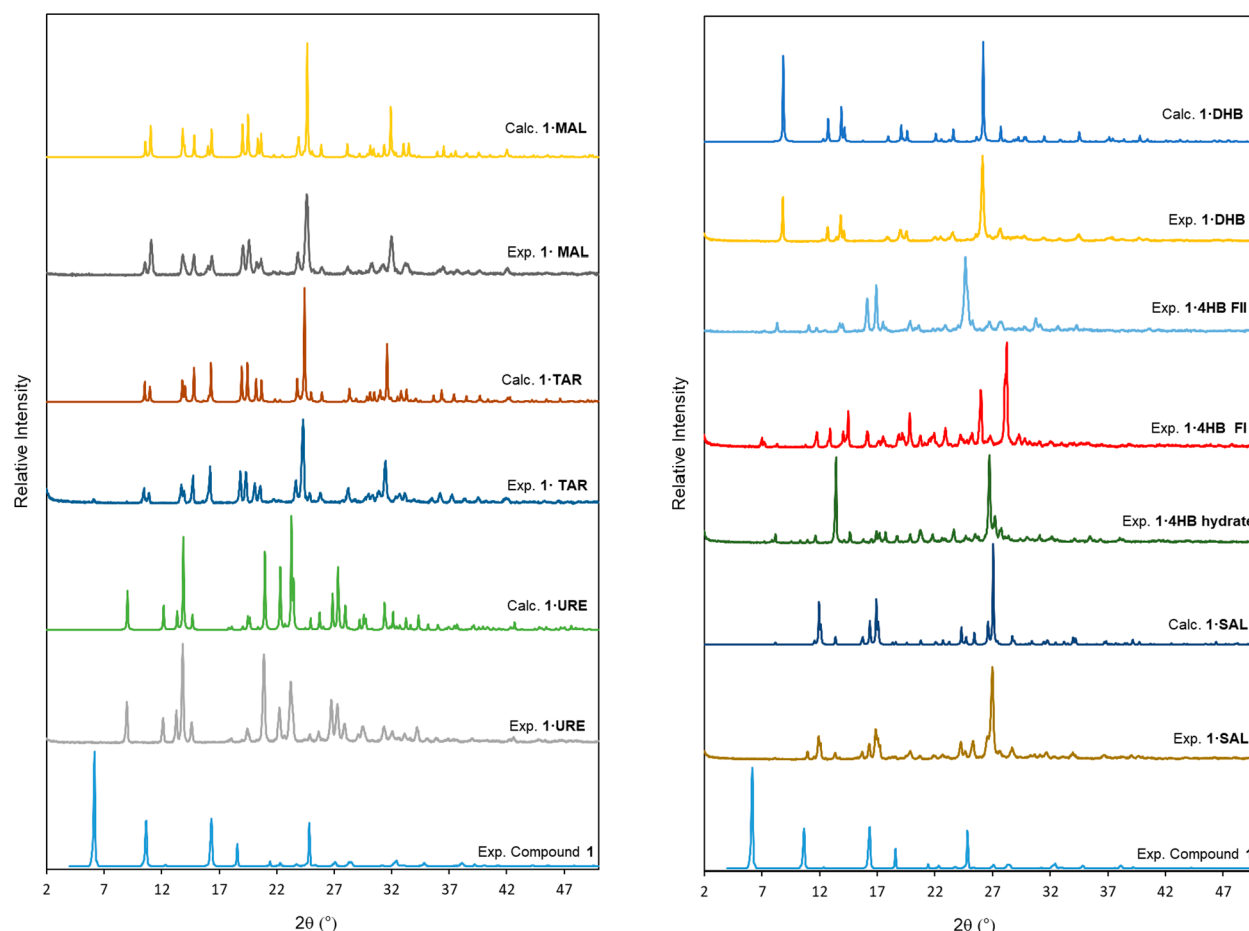 Relative Intensity
Calc. 1·MAL
Exp. 1· MAL
Calc. 1·TAR
Exp. 1· TAR
Calc. 1·URE
Exp. 1·URE
Exp. Compound 1
2 7 12 17 22 27 32 37 42 47
2θ (°)
Relative Intensity
Calc. 1·DHB
Exp. 1·DHB
Exp. 1·4HB FII
Exp. 1·4HB FI
Exp. 1·4HB hydrate
Calc. 1·SAL
Exp. 1·SAL
Exp. Compound 1
2 7 12 17 22 27 32 37 42 47
2θ (°)